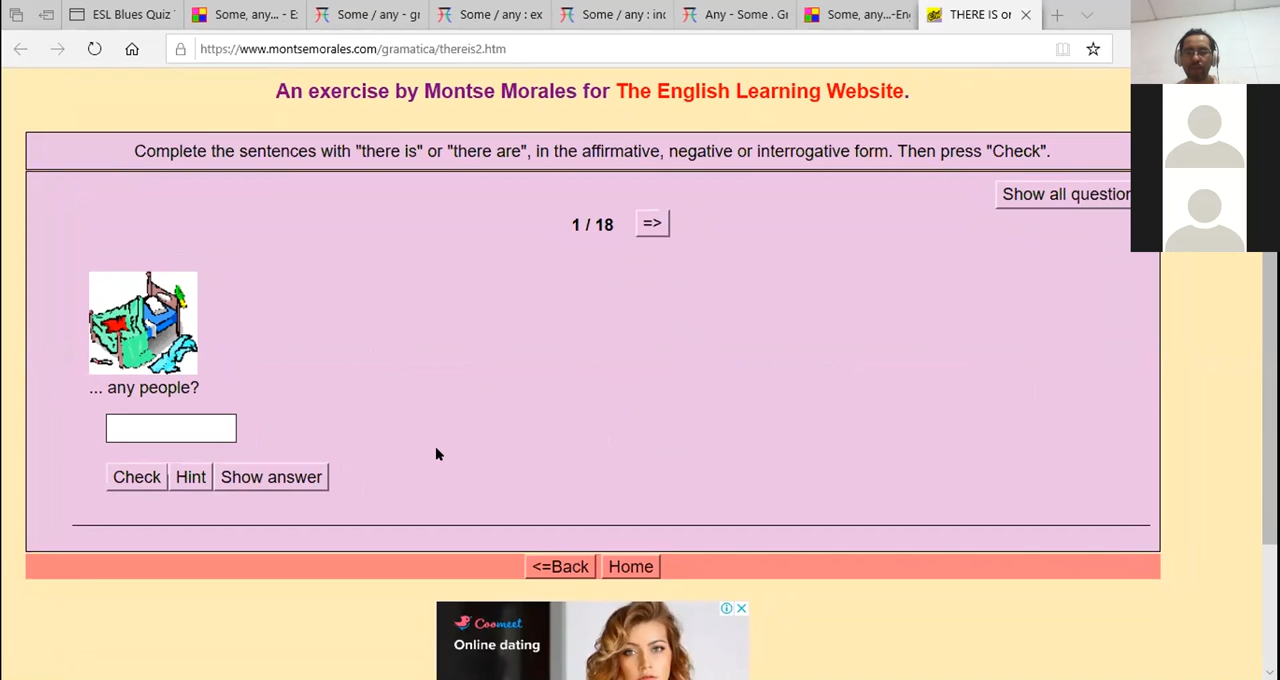 ESL Blues Quiz
Some, any... - E
Some / any - gr
Some / any : ex
Some / any : inc
Any - Some . Gr
Some, any...-En
THERE IS or
https://www.montsemorales.com/gramatica/thereis2.htm
An exercise by Montse Morales for The English Learning Website.
Complete the sentences with "there is" or "there are", in the affirmative, negative or interrogative form. Then press "Check".
Show all question
1 / 18 =>
... any people?
Check Hint Show answer
<=Back Home
Coomeet
Online dating